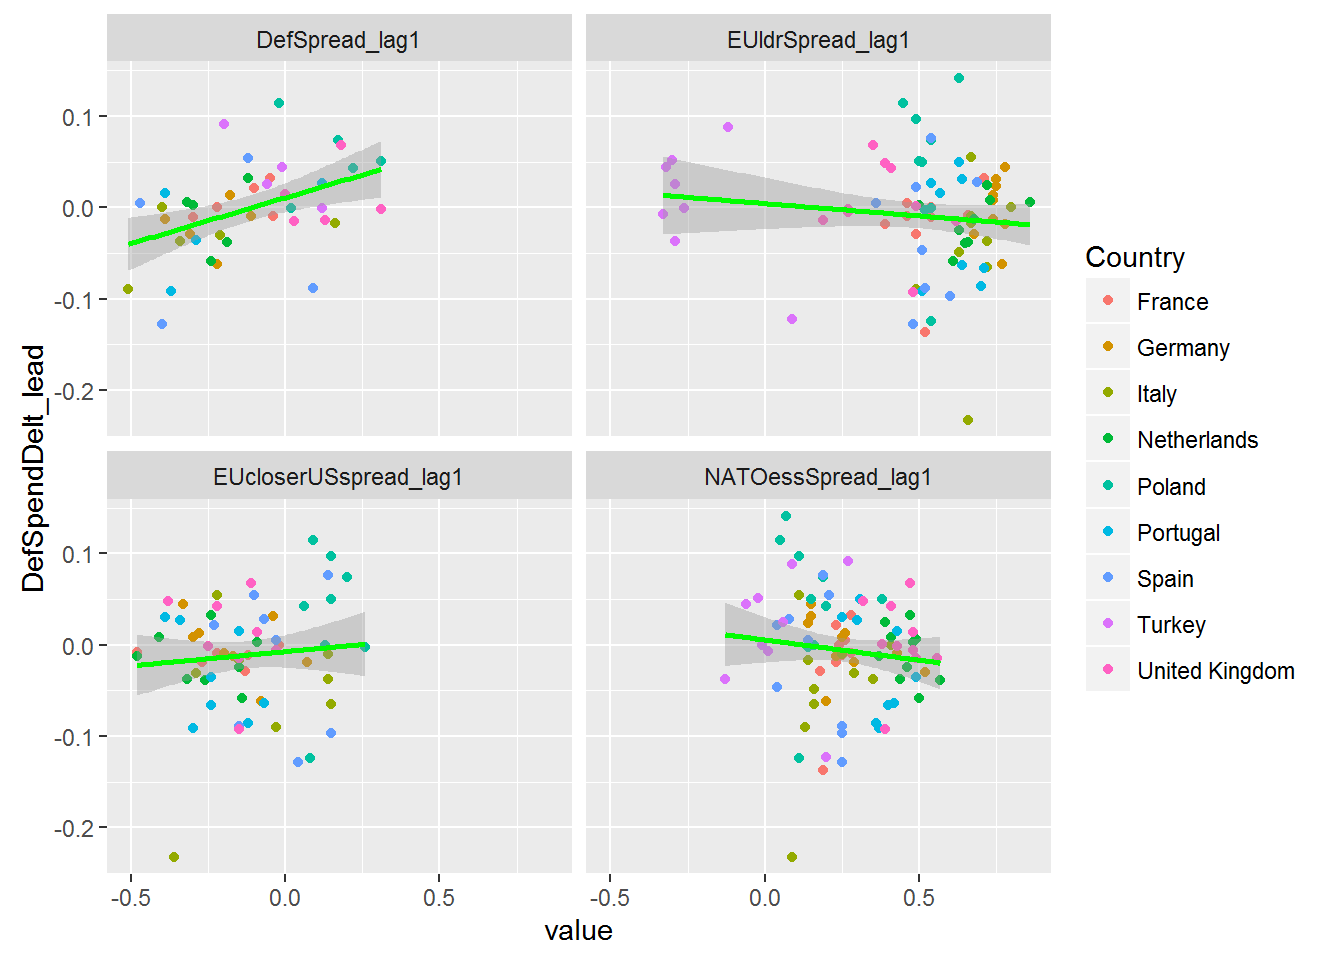 DefSpread_lag1
EUldrSpread_lag1
0.1
0.0
-0.1
-0.2
EUcloserUSspread_lag1
NATOessSpread_lag1
0.1
0.0
-0.1
-0.2
-0.5 0.0 0.5
-0.5 0.0 0.5
value
DefSpendDelt_lead
Country
France
Germany
Italy
Netherlands
Poland
Portugal
Spain
Turkey
United Kingdom